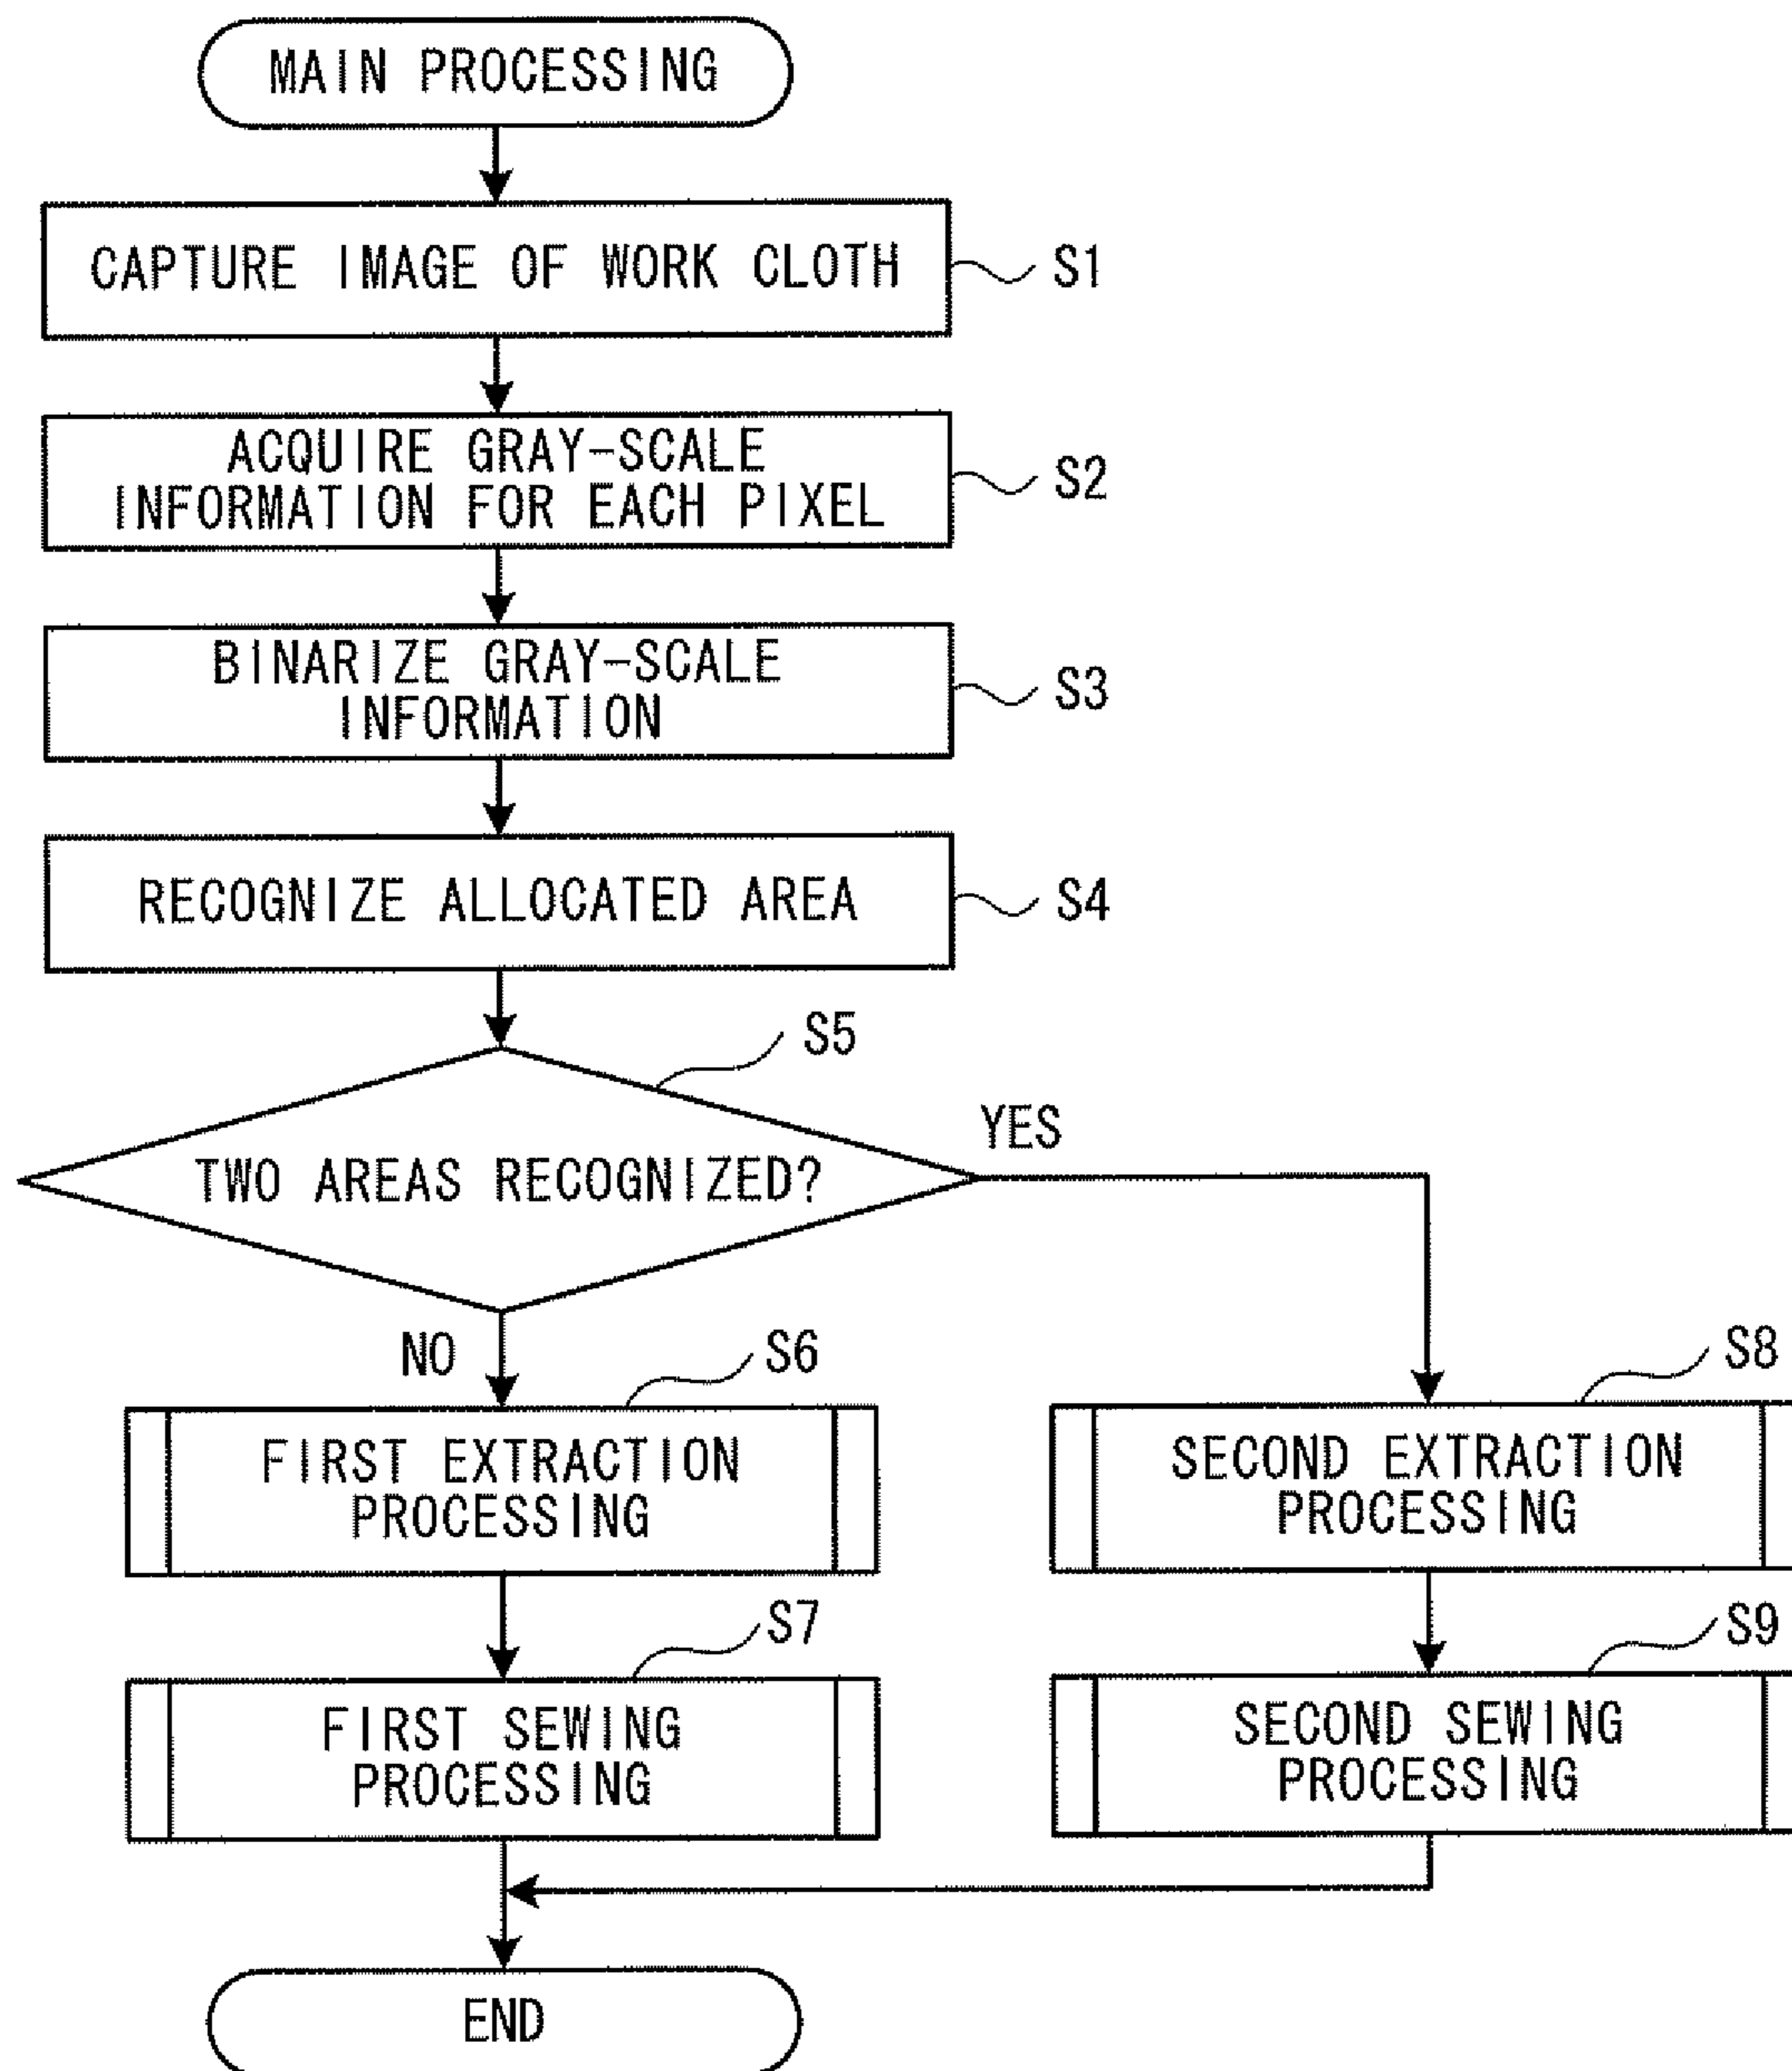 MAIN PROCESSING
CAPTURE IMAGE OF WORK CLOTH
S1
ACQUIRE GRAY-SCALE
INFORMATION FOR EACH PIXEL
S2
BINARIZE GRAY-SCALE
INFORMATION
S3
RECOGNIZE ALLOCATED AREA
S4
S5
TWO AREAS RECOGNIZED?
YES
NO
S6
FIRST EXTRACTION
PROCESSING
S7
FIRST SEWING
PROCESSING
S8
SECOND EXTRACTION
PROCESSING
S9
SECOND SEWING
PROCESSING
END